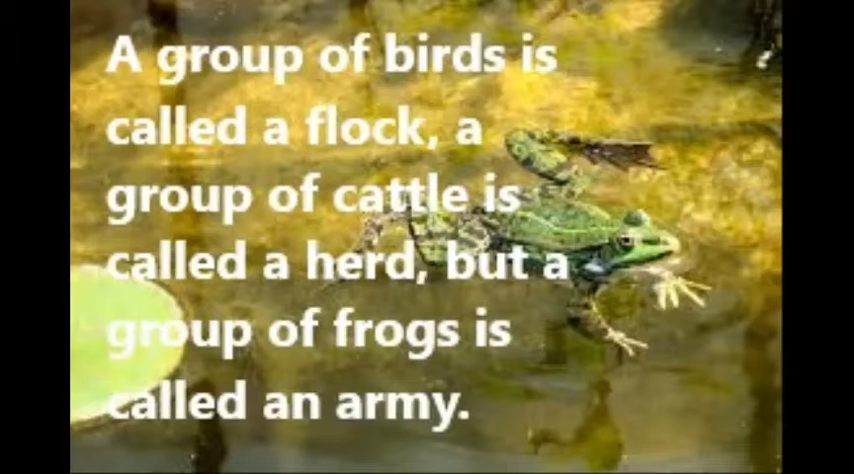 A group of birds is
called a flock, a
group of cattle is
called a herd, but a
group of frogs is
called an army.